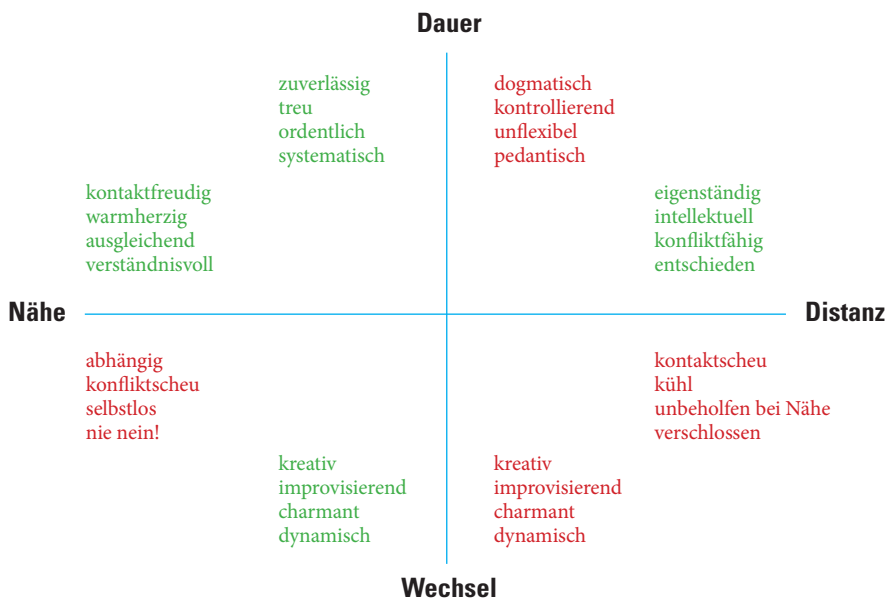 Dauer
zuverlässig
treu
ordentlich
systematisch
dogmatisch
kontrollierend
unflexibel
pedantisch
kontaktfreudig
warmherzig
ausgleichend
verständnisvoll
eigenständig
intellektuell
konfliktfähig
entschieden
Nähe
Distanz
abhängig
konfliktscheu
selbstlos
nie nein!
kontaktscheu
kühl
unbeholfen bei Nähe
verschlossen
kreativ
improvisierend
charmant
dynamisch
kreativ
improvisierend
charmant
dynamisch
Wechsel